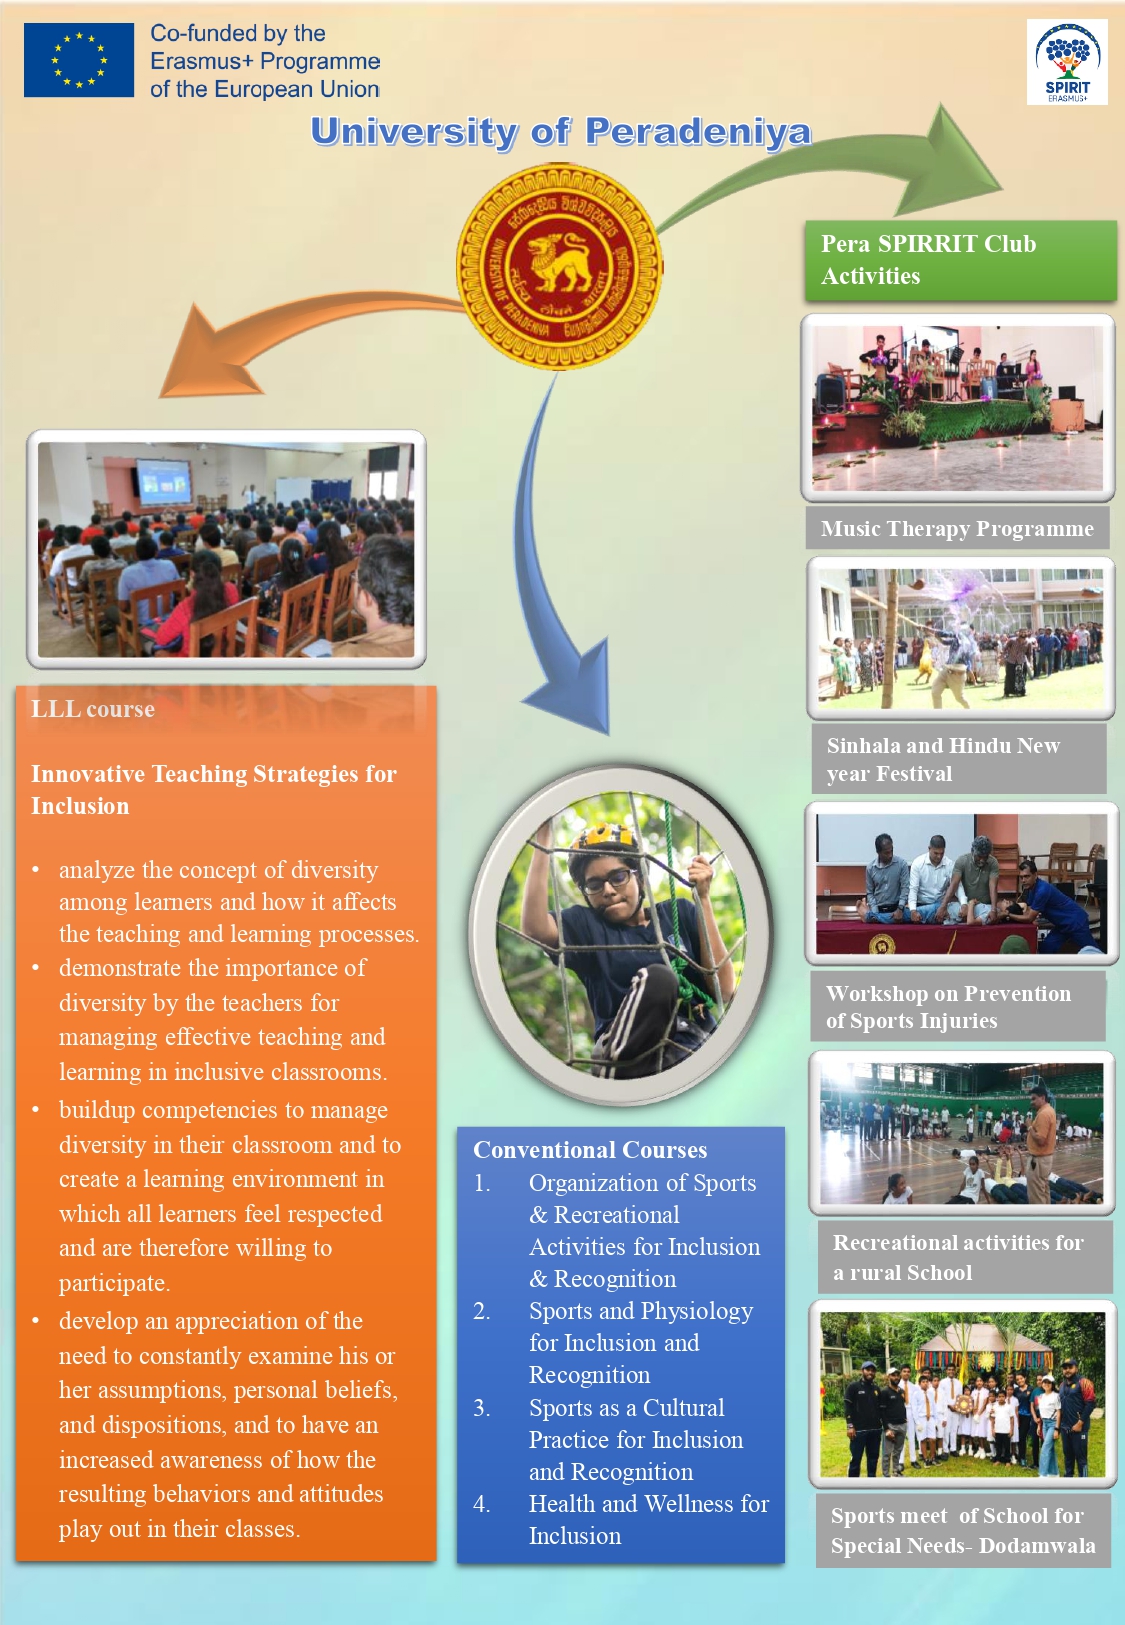 Co-funded by the
Erasmus+ Programme
of the European Union
SPIRIT
ERASMUS+
University of Peradeniya
UNIVERSITY OF PERADENIYA
Pera SPIRRIT Club
Activities
Music Therapy Programme
Sinhala and Hindu New
year Festival
Workshop on Prevention
of Sports Injuries
Recreational activities for
a rural School
Sports meet of School for
Special Needs- Dodamwala
LLL course
Innovative Teaching Strategies for
Inclusion
• analyze the concept of diversity
among learners and how it affects
the teaching and learning processes.
• demonstrate the importance of
diversity by the teachers for
managing effective teaching and
learning in inclusive classrooms.
• buildup competencies to manage
diversity in their classroom and to
create a learning environment in
which all learners feel respected
and are therefore willing to
participate.
• develop an appreciation of the
need to constantly examine his or
her assumptions, personal beliefs,
and dispositions, and to have an
increased awareness of how the
resulting behaviors and attitudes
play out in their classes.
Conventional Courses
1. Organization of Sports
& Recreational
Activities for Inclusion
& Recognition
2. Sports and Physiology
for Inclusion and
Recognition
3. Sports as a Cultural
Practice for Inclusion
and Recognition
4. Health and Wellness for
Inclusion